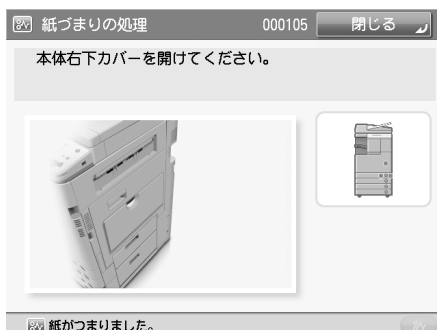 紙づまりの処理
000105
閉じる
本体右下カバーを開けてください。
紙がつまりました。